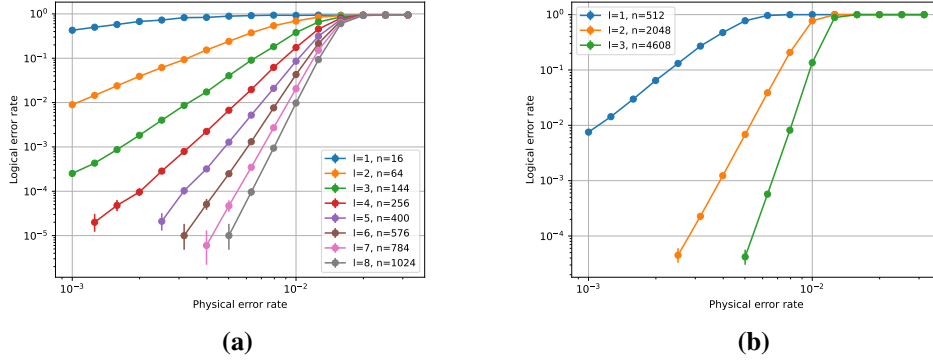 10⁰
10⁻¹
10⁻²
10⁻³
10⁻⁴
10⁻⁵
Logical error rate
10⁻³
10⁻²
Physical error rate
l=1, n=16
l=2, n=64
l=3, n=144
l=4, n=256
l=5, n=400
l=6, n=576
l=7, n=784
l=8, n=1024
(a)
10⁰
10⁻¹
10⁻²
10⁻³
10⁻⁴
Logical error rate
10⁻³
10⁻²
Physical error rate
l=1, n=512
l=2, n=2048
l=3, n=4608
(b)